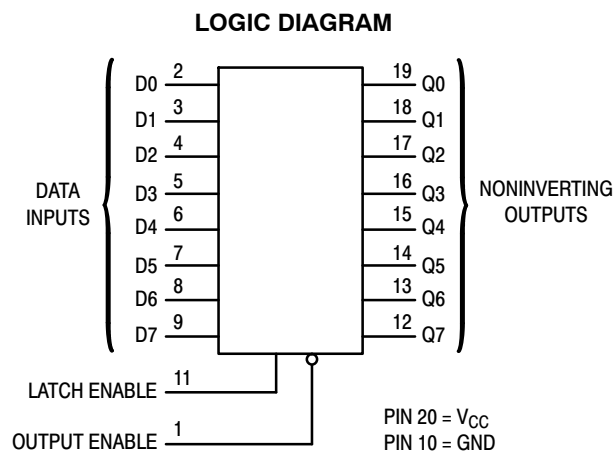 LOGIC DIAGRAM
D0 2 19 Q0
D1 3 18 Q1
D2 4 17 Q2
D3 5 16 Q3
D4 6 15 Q4
D5 7 14 Q5
D6 8 13 Q6
D7 9 12 Q7
DATA
INPUTS
NONINVERTING
OUTPUTS
LATCH ENABLE 11
OUTPUT ENABLE 1
PIN 20 = VCC
PIN 10 = GND